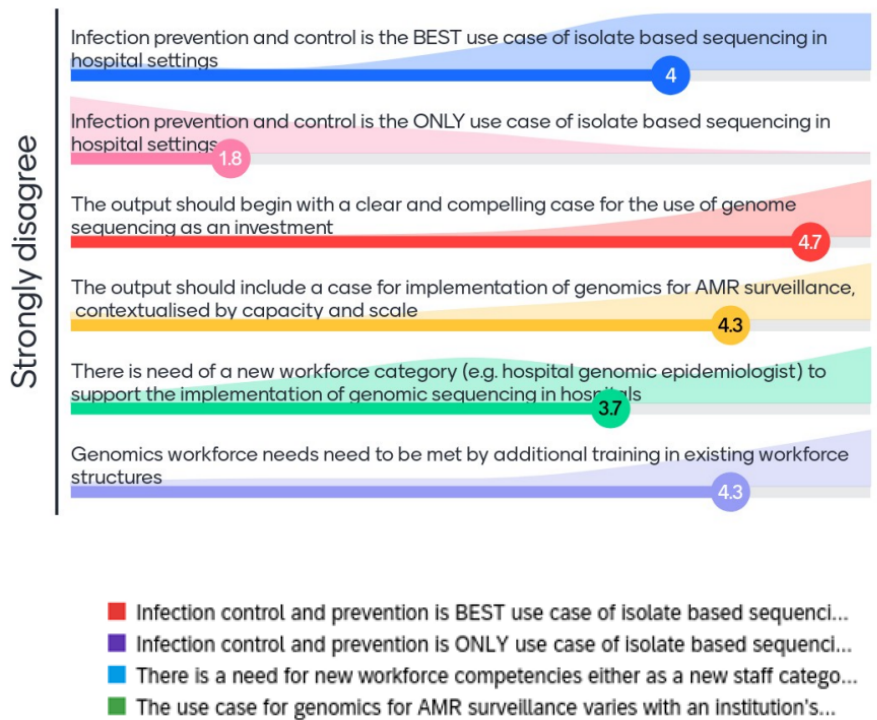 Strongly disagree
Infection prevention and control is the BEST use case of isolate based sequencing in
hospital settings
4
Infection prevention and control is the ONLY use case of isolate based sequencing in
hospital settings
1.8
The output should begin with a clear and compelling case for the use of genome
sequencing as an investment
4.7
The output should include a case for implementation of genomics for AMR surveillance,
contextualised by capacity and scale
4.3
There is need of a new workforce category (e.g. hospital genomic epidemiologist) to
support the implementation of genomic sequencing in hospitals
3.7
Genomics workforce needs need to be met by additional training in existing workforce
structures
4.3
Infection control and prevention is BEST use case of isolate based sequenci...
Infection control and prevention is ONLY use case of isolate based sequenci...
There is a need for new workforce competencies either as a new staff catego...
The use case for genomics for AMR surveillance varies with an institution's...